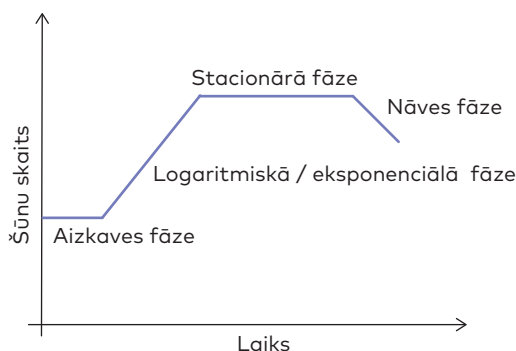 Stacionārā fāze
Nāves fāze
Logaritmiskā / eksponenciālā fāze
Aizkaves fāze
Šūnu skaits
Laiks